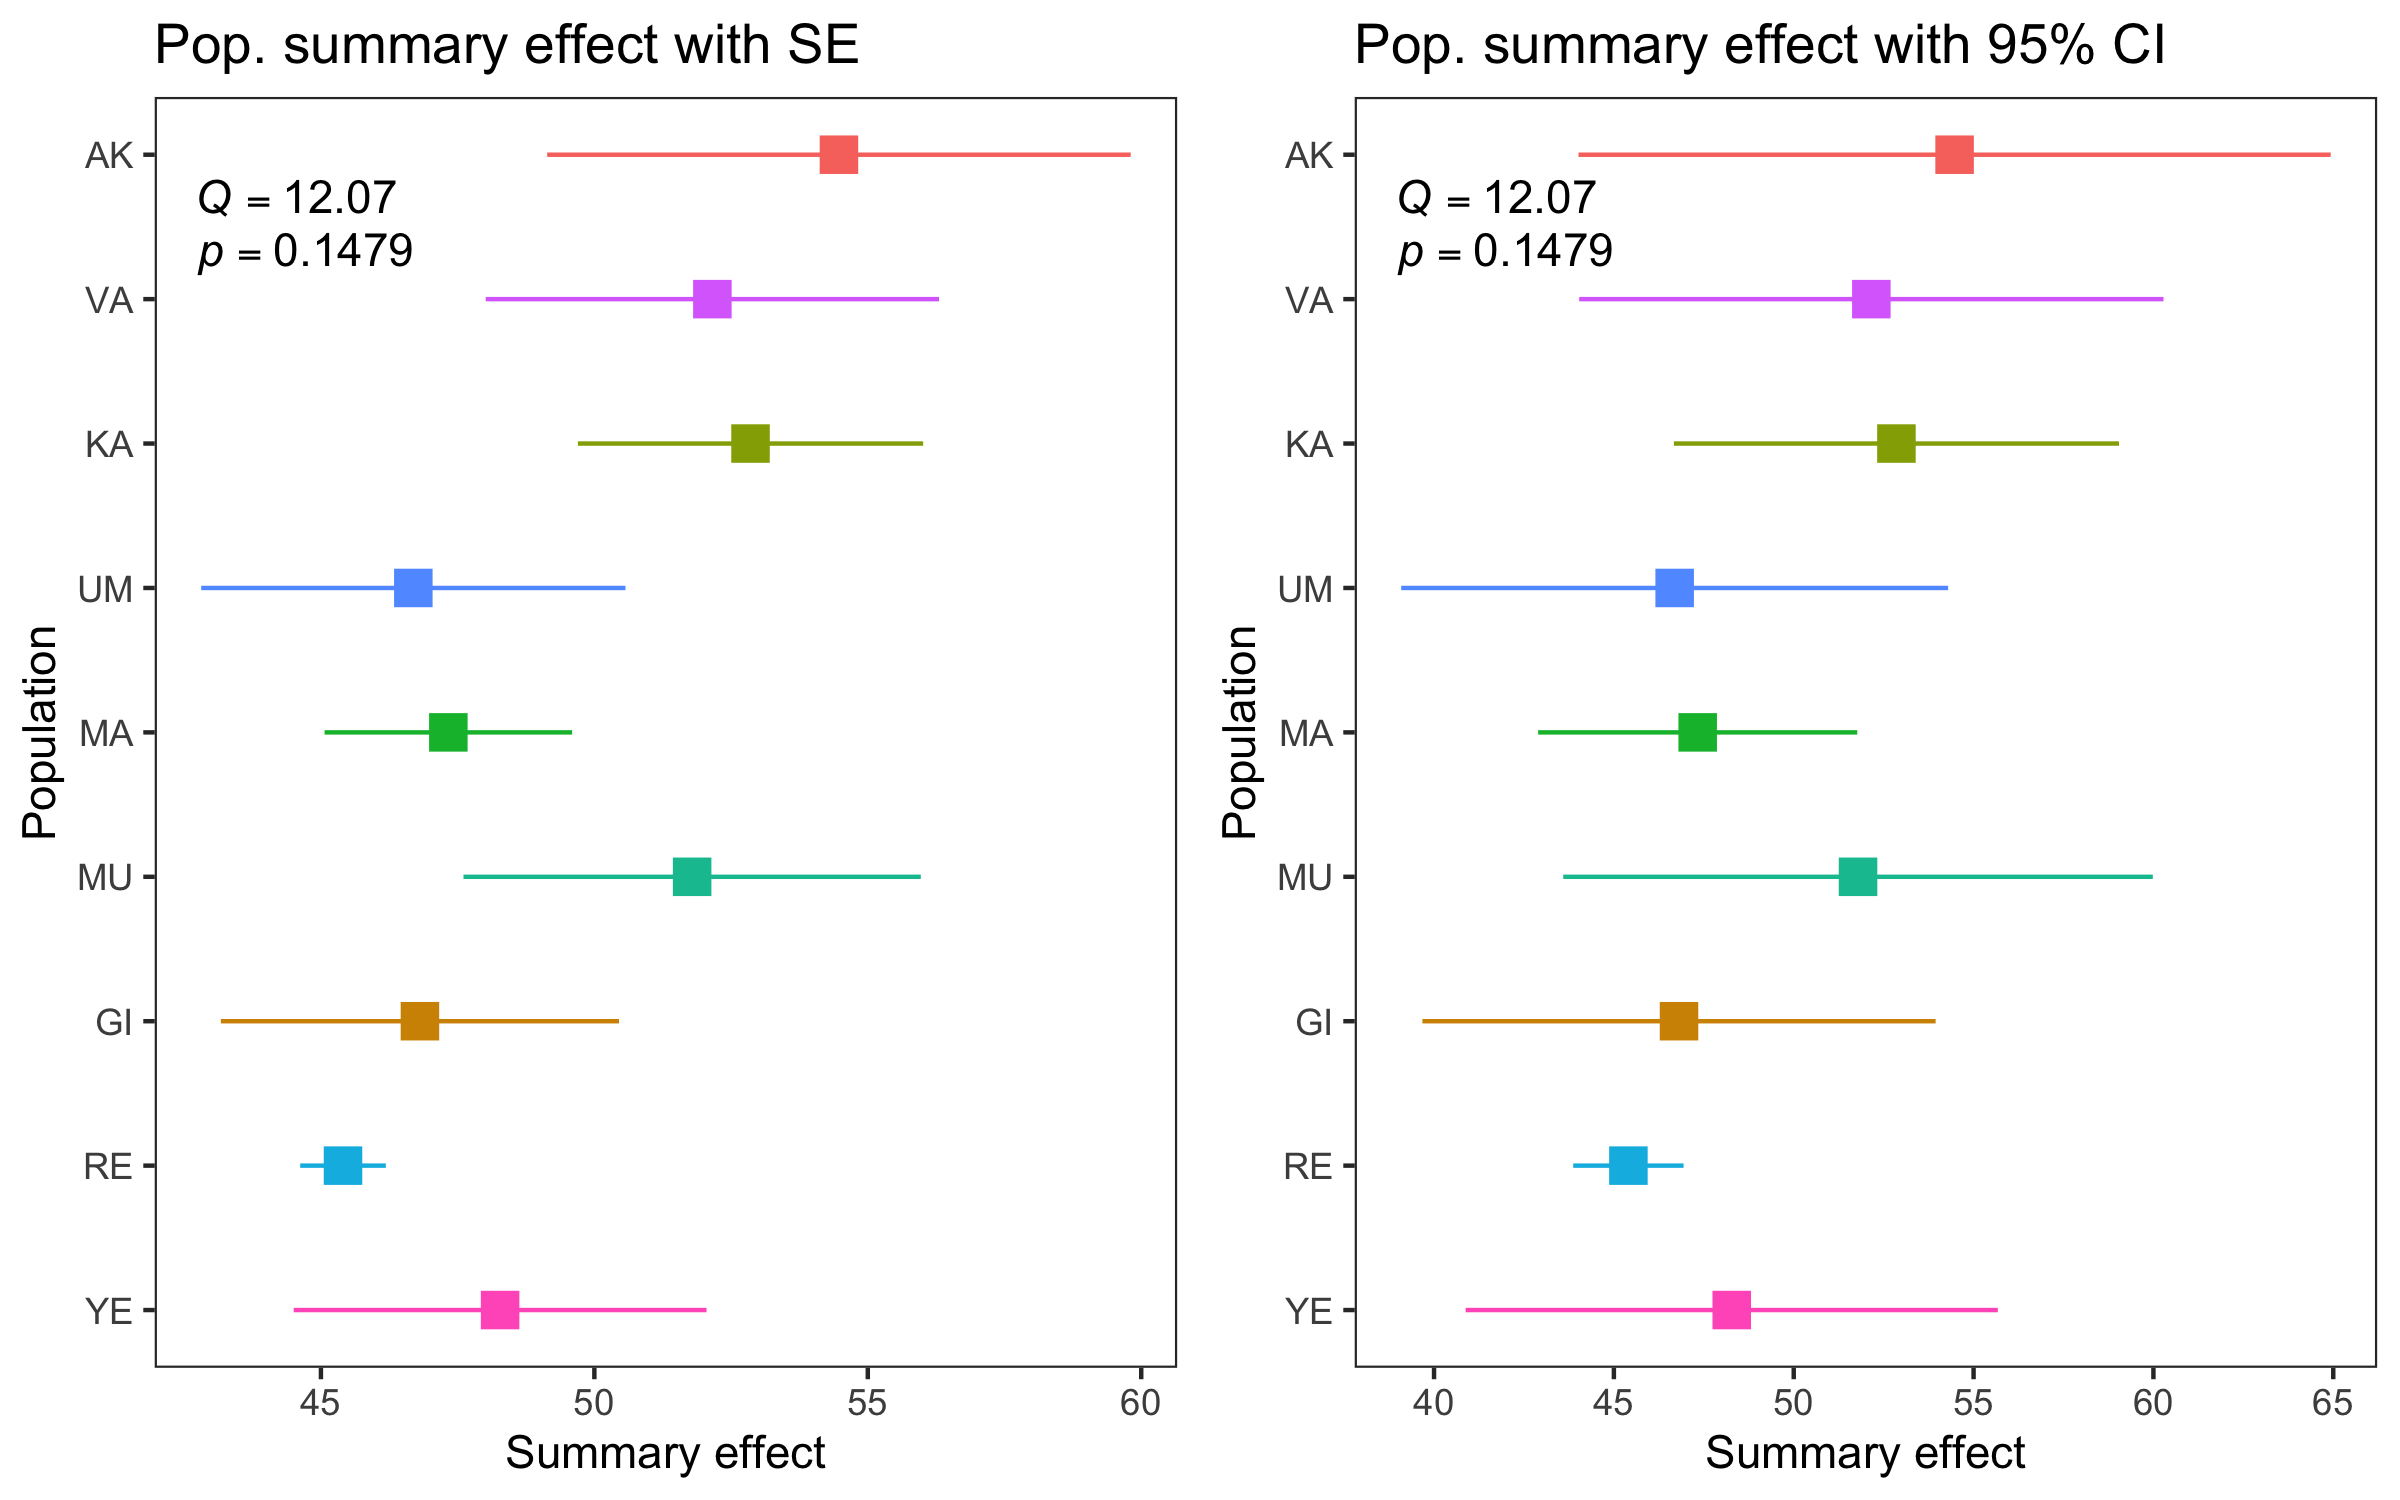 Pop. summary effect with SE
Q = 12.07
p = 0.1479
Population
AK
VA
KA
UM
MA
MU
GI
RE
YE
45 50 55 60
Summary effect
Pop. summary effect with 95% CI
Q = 12.07
p = 0.1479
Population
AK
VA
KA
UM
MA
MU
GI
RE
YE
40 45 50 55 60 65
Summary effect